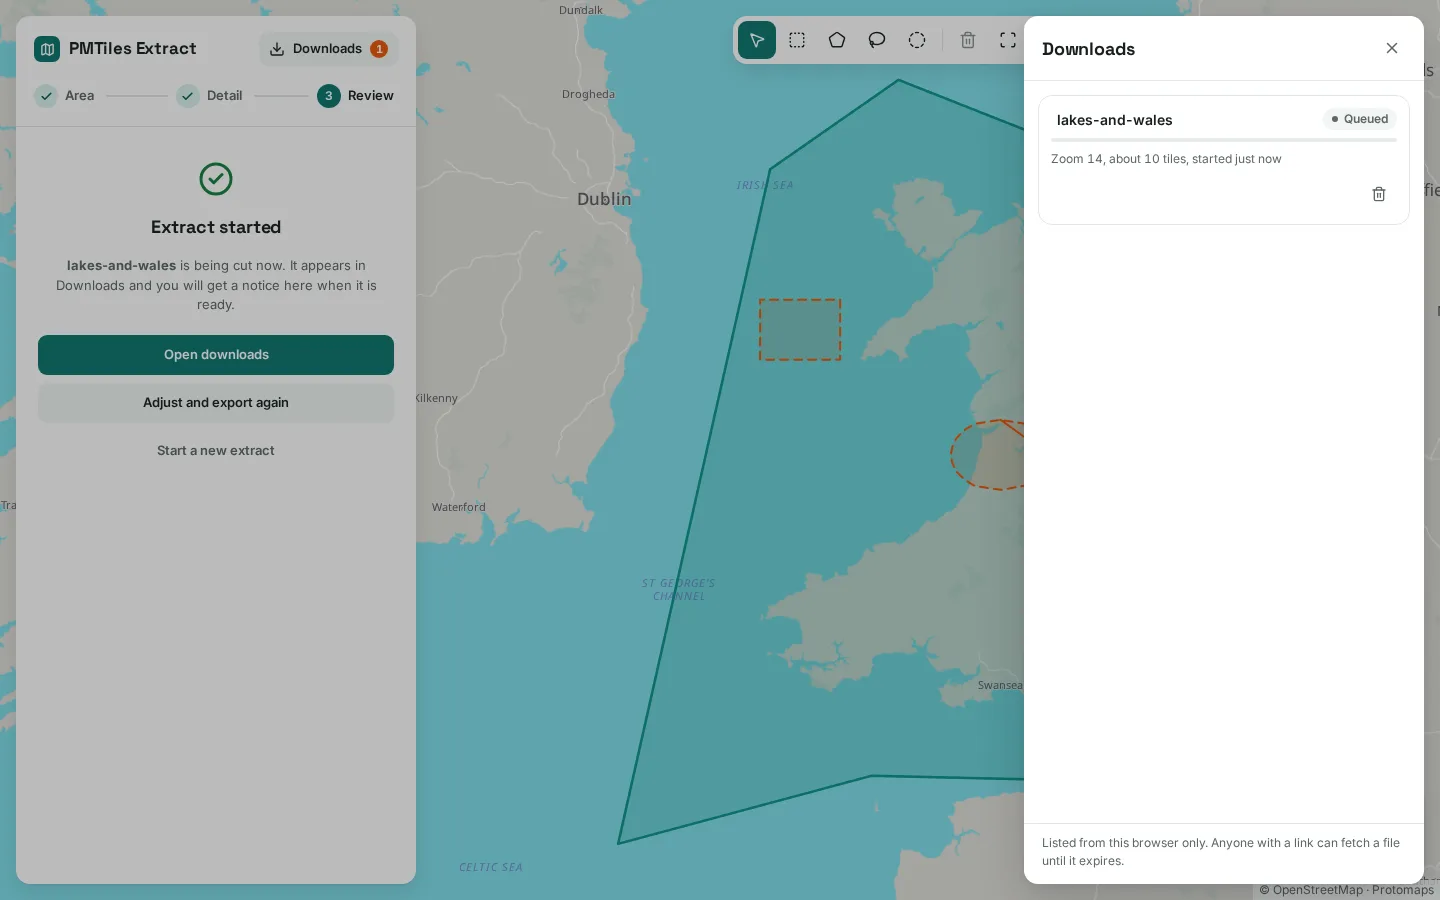 PMTiles Extract
Downloads 1
Area
Detail
3 Review
Extract started
lakes-and-wales is being cut now. It appears in
Downloads and you will get a notice here when it is
ready.
Open downloads
Adjust and export again
Start a new extract
Dundalk
Drogheda
IRISH SEA
Dublin
Kilkenny
Waterford
Tra
ST GEORGE'S
CHANNEL
Swansea
CELTIC SEA
Downloads
lakes-and-wales
Queued
Zoom 14, about 10 tiles, started just now
Listed from this browser only. Anyone with a link can fetch a file
until it expires.
© OpenStreetMap · Protomaps